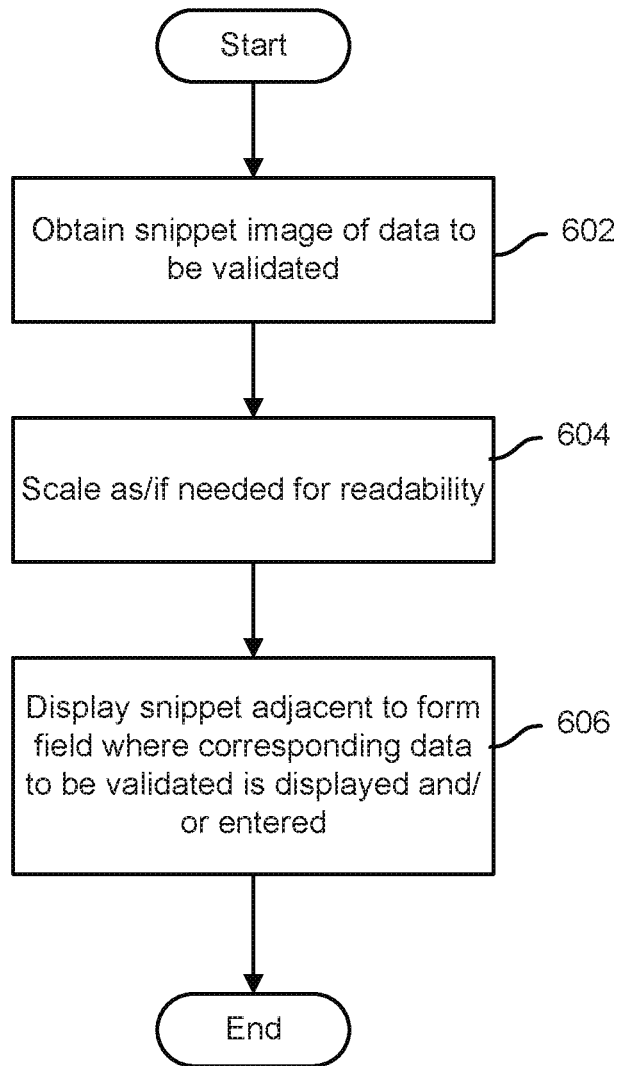 Start
Obtain snippet image of data to
be validated
602
Scale as/if needed for readability
604
Display snippet adjacent to form
field where corresponding data
to be validated is displayed and/
or entered
606
End